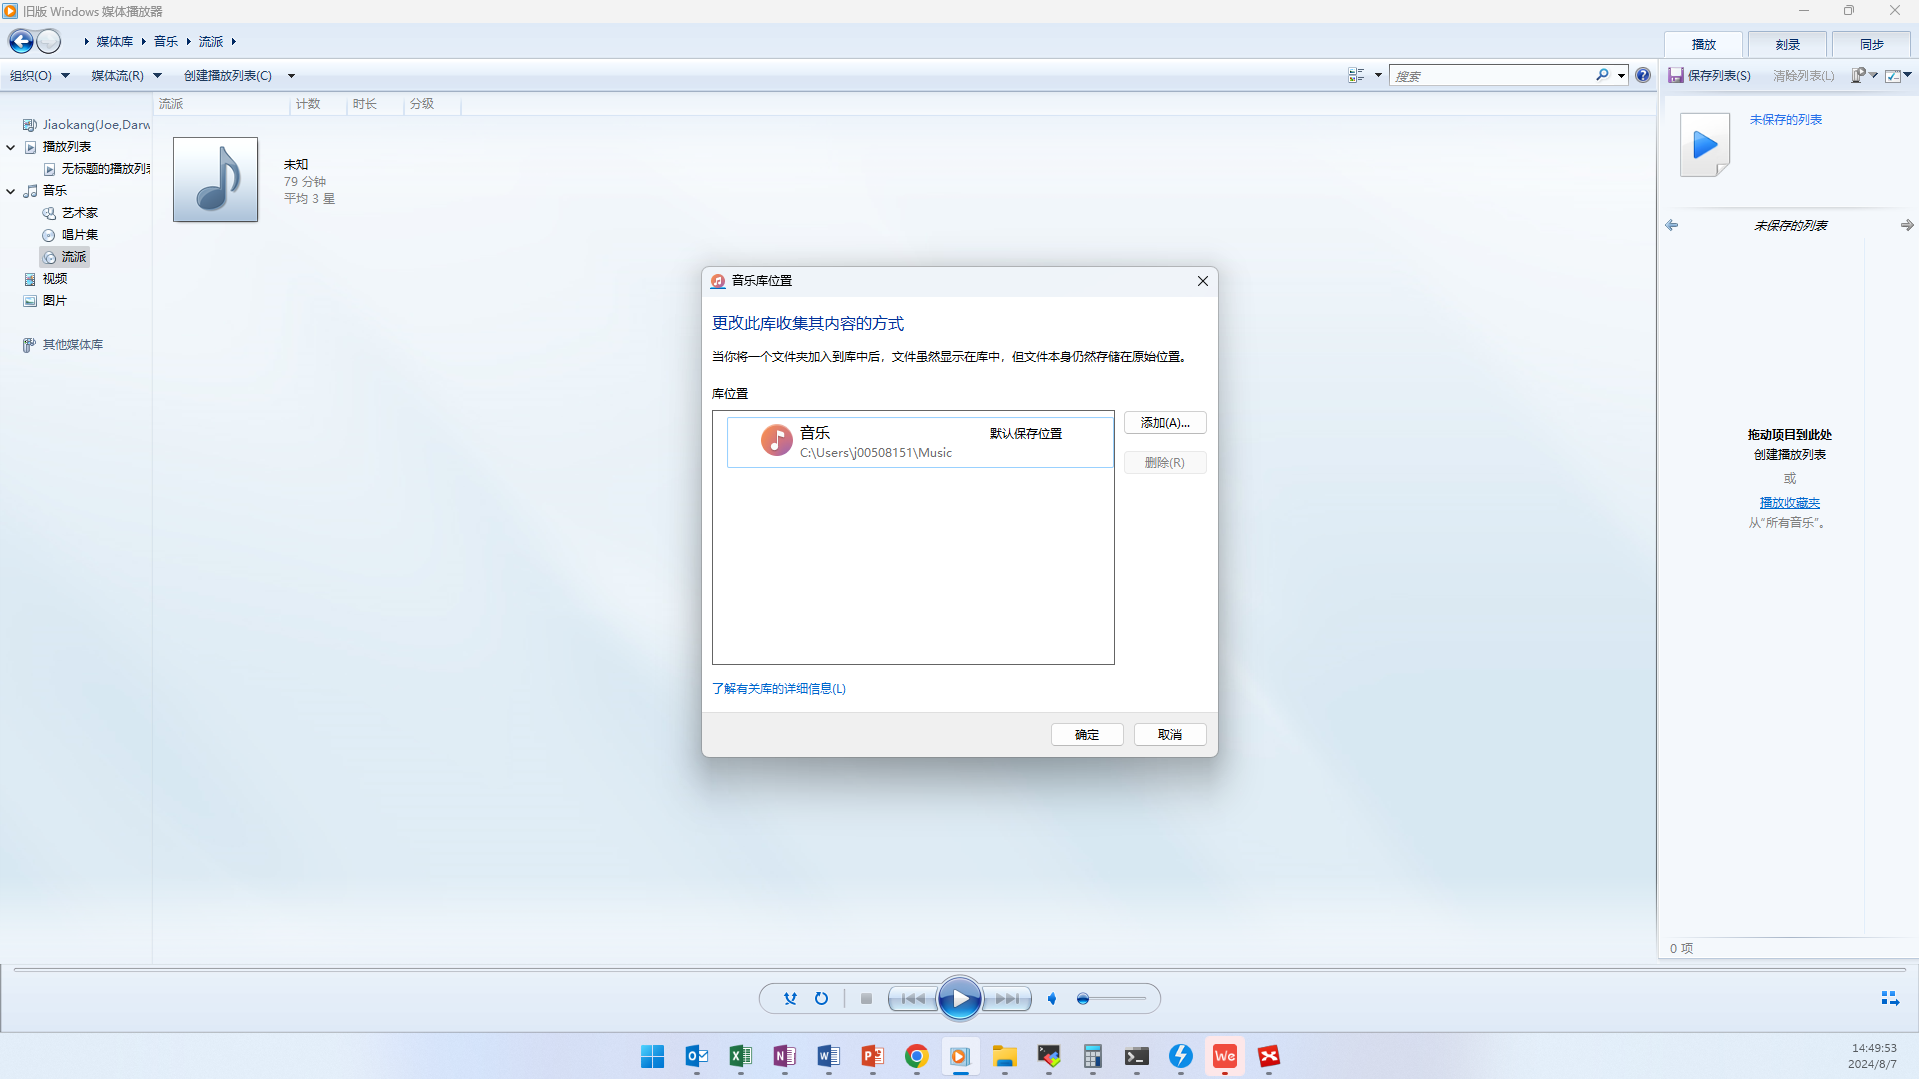 旧版 Windows 媒体播放器
媒体库 音乐 流派
播放 刻录 同步
组织(O) 媒体流(R) 创建播放列表(C)
搜索
保存列表(S) 清除列表(L)
流派 计数 时长 分级
Jiaokang(Joe,Darw
播放列表
无标题的播放列表
音乐
艺术家
唱片集
流派
视频
图片
其他媒体库
未知
79 分钟
平均 3 星
音乐库位置
更改此库收集其内容的方式
当你将一个文件夹加入到库中后，文件虽然显示在库中，但文件本身仍然存储在原始位置。
库位置
音乐 默认保存位置
C:\Users\j00508151\Music
添加(A)...
删除(R)
了解有关库的详细信息(L)
确定 取消
未保存的列表
未保存的列表
拖动项目到此处
创建播放列表
或
播放收藏夹
从“所有音乐”。
0 项
We
14:49:53
2024/8/7